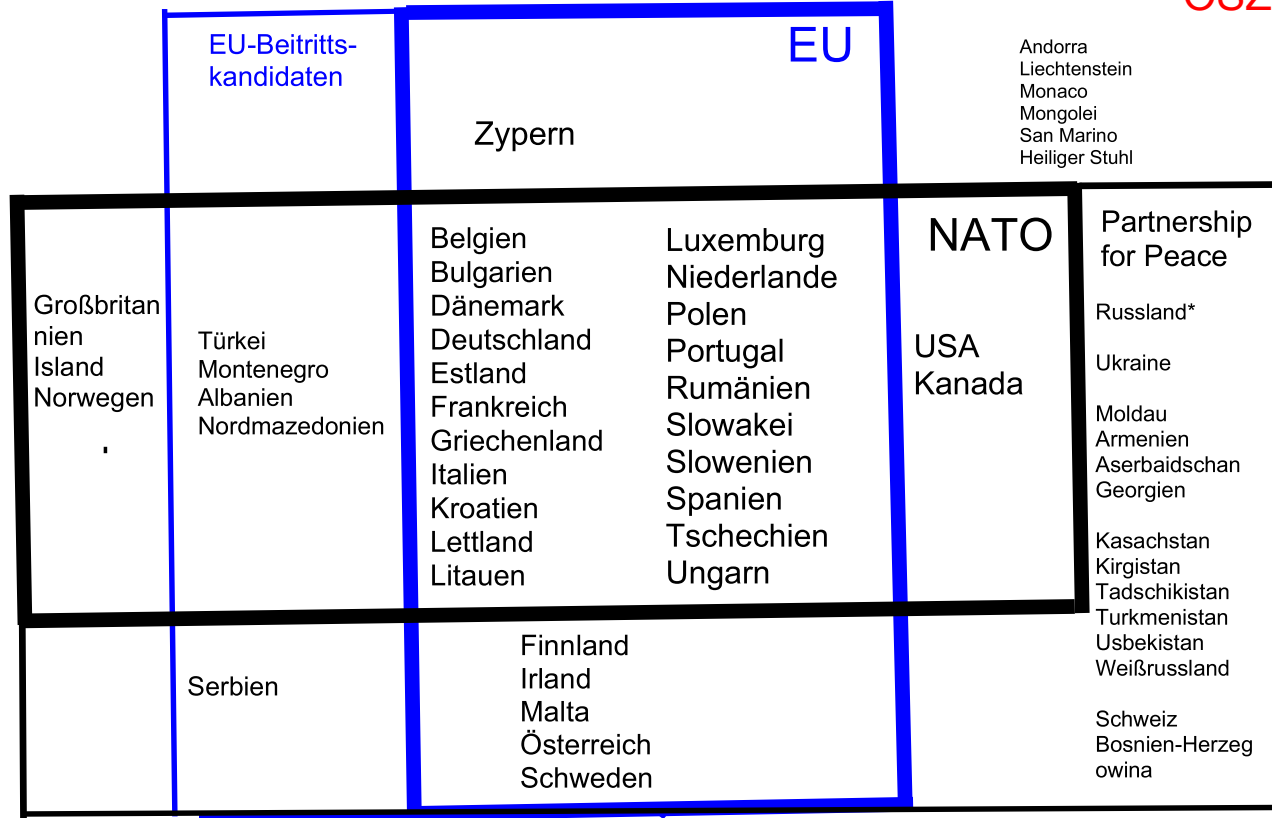 EU-Beitritts-
kandidaten
EU
Zypern
Andorra
Liechtenstein
Monaco
Mongolei
San Marino
Heiliger Stuhl
Großbritan
nien
Island
Norwegen
Türkei
Montenegro
Albanien
Nordmazedonien
Belgien
Bulgarien
Dänemark
Deutschland
Estland
Frankreich
Griechenland
Italien
Kroatien
Lettland
Litauen
Luxemburg
Niederlande
Polen
Portugal
Rumänien
Slowakei
Slowenien
Spanien
Tschechien
Ungarn
NATO
USA
Kanada
Partnership
for Peace
Russland*
Ukraine
Moldau
Armenien
Aserbaidschan
Georgien
Kasachstan
Kirgistan
Tadschikistan
Turkmenistan
Usbekistan
Weißrussland
Schweiz
Bosnien-Herzeg
owina
Serbien
Finnland
Irland
Malta
Österreich
Schweden